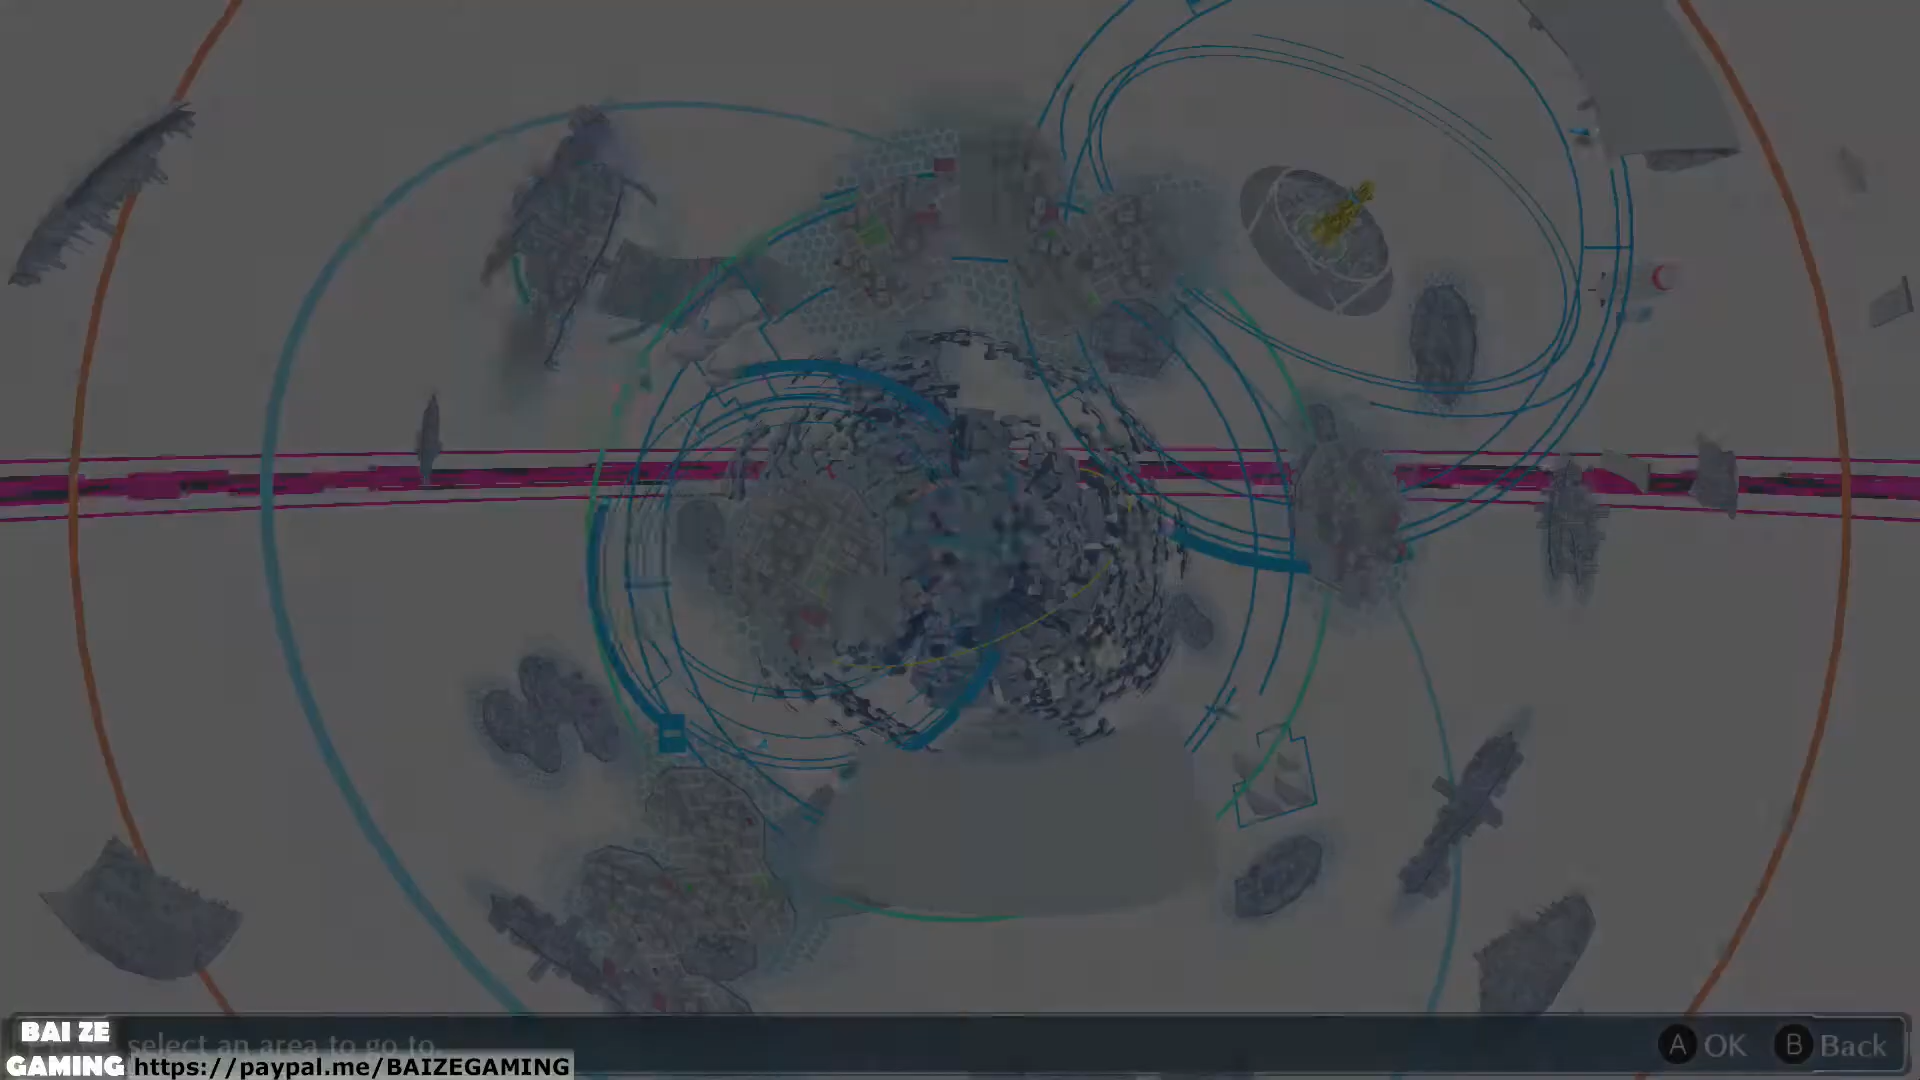 BAI ZE
GAMING
select an area to go to.
https://paypal.me/BAIZEGAMING
A OK B Back